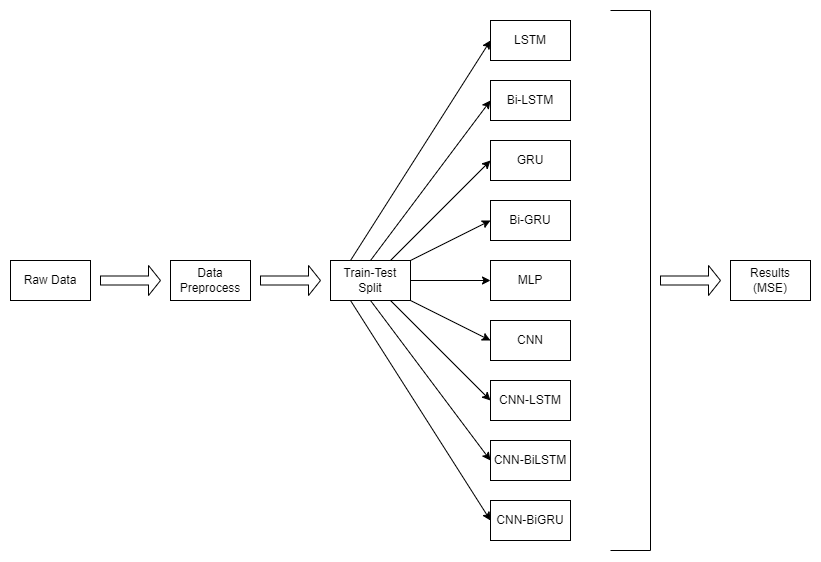 Raw Data
Data
Preprocess
Train-Test
Split
LSTM
Bi-LSTM
GRU
Bi-GRU
MLP
CNN
CNN-LSTM
CNN-BiLSTM
CNN-BiGRU
Results
(MSE)